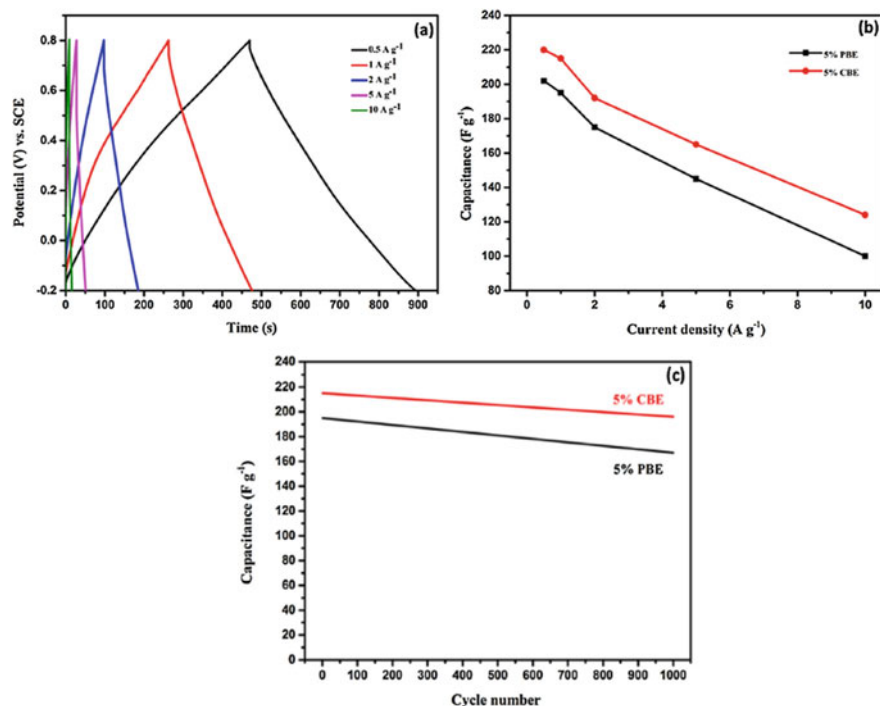 (a)
0.5 A g-1
1 A g-1
2 A g-1
5 A g-1
10 A g-1
Potential (V) vs. SCE
0.8
0.6
0.4
0.2
0.0
-0.2
0 100 200 300 400 500 600 700 800 900
Time (s)
(b)
5% PBE
5% CBE
Capacitance (F g-1)
240
220
200
180
160
140
120
100
80
0 2 4 6 8 10
Current density (A g-1)
(c)
5% CBE
5% PBE
Capacitance (F g-1)
240
220
200
180
160
140
120
100
80
60
40
20
0
0 100 200 300 400 500 600 700 800 900 1000
Cycle number